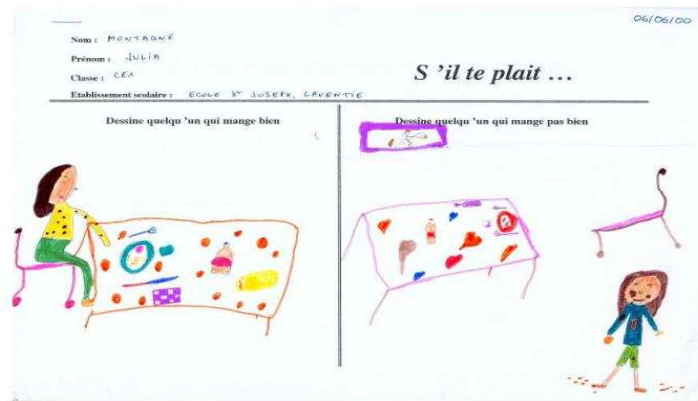 06/06/00
Nom : MONTAGNE
Prénom : JULIA
Classe : CE1
S 'il te plait ...
Etablissement scolaire : ECOLE St JOSEPH, LAVENTIE
Dessine quelqu 'un qui mange bien
Dessine quelqu 'un qui mange pas bien